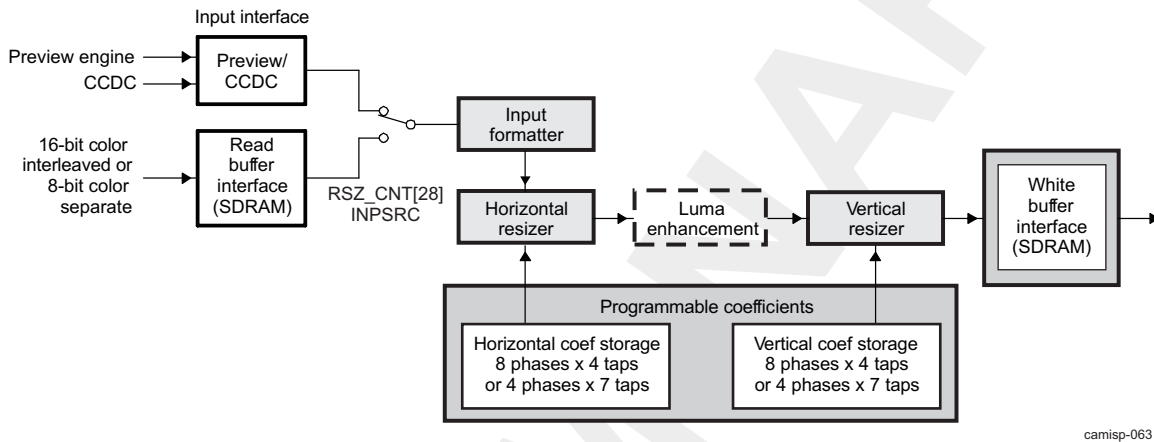 Input interface
Preview engine
CCDC
Preview/
CCDC
16-bit color
interleaved or
8-bit color
separate
Read
buffer
interface
(SDRAM)
RSZ_CNT[28]
INPSRC
Input
formatter
Horizontal
resizer
Luma
enhancement
Vertical
resizer
White
buffer
interface
(SDRAM)
Programmable coefficients
Horizontal coef storage
8 phases x 4 taps
or 4 phases x 7 taps
Vertical coef storage
8 phases x 4 taps
or 4 phases x 7 taps
camisp-063